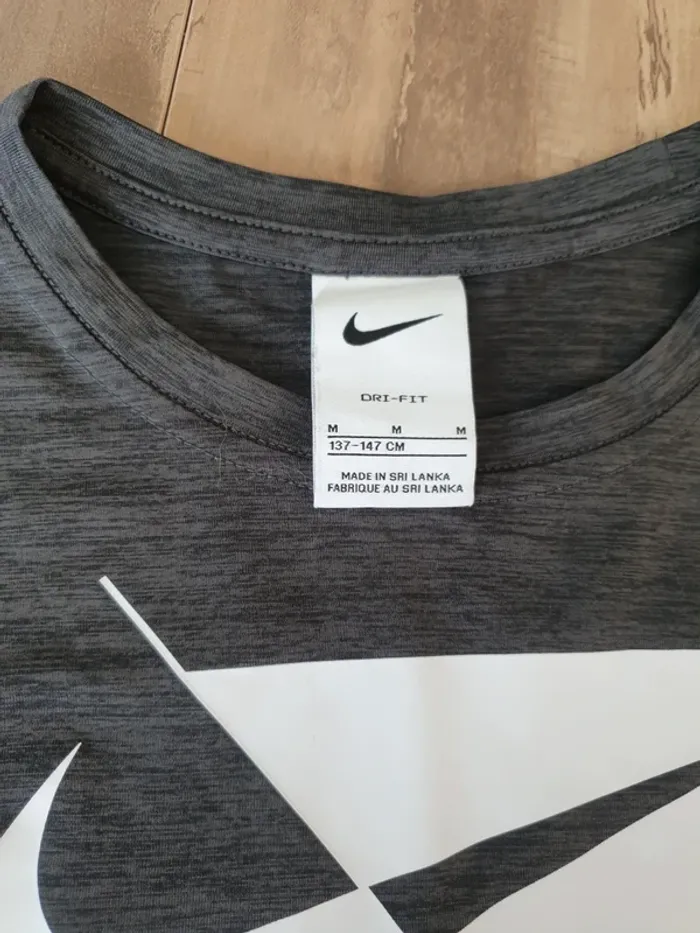 DRI-FIT
M M M
137-147 CM
MADE IN SRI LANKA
FABRIQUE AU SRI LANKA